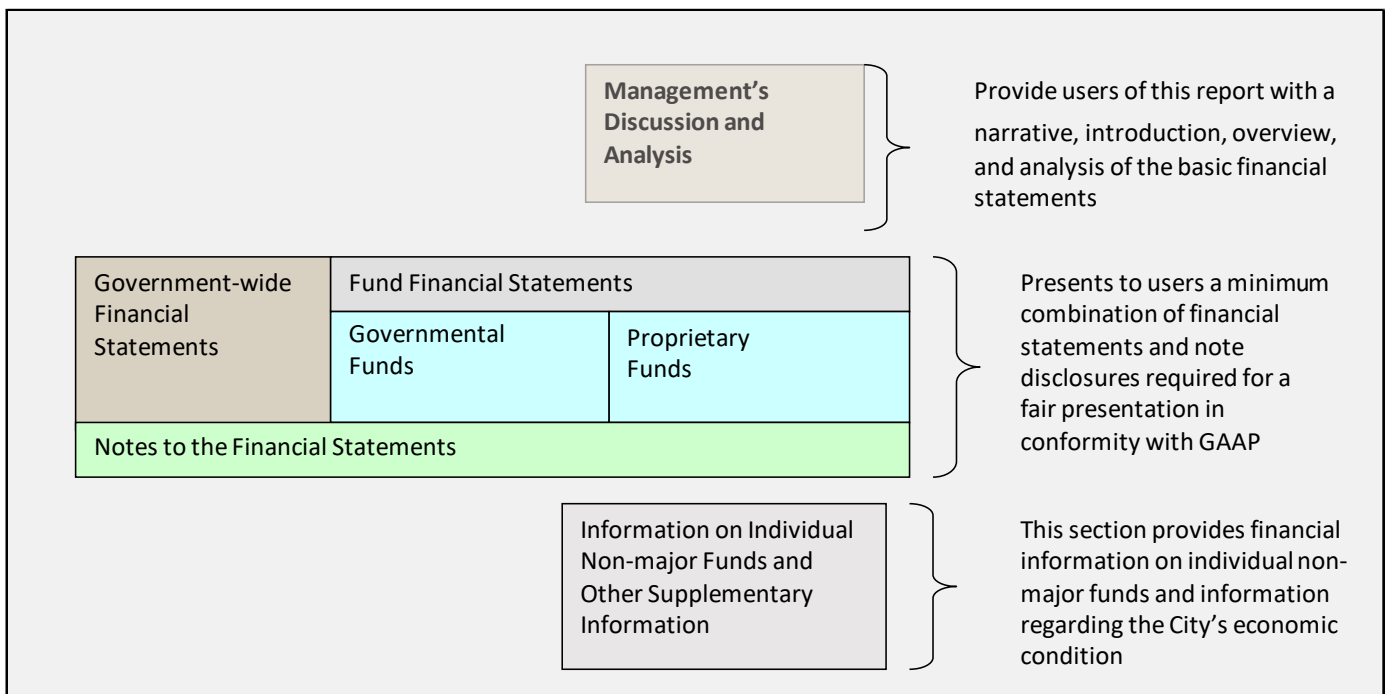 Management’s
Discussion and
Analysis
Provide users of this report with a
narrative, introduction, overview,
and analysis of the basic financial
statements
Government-wide
Financial
Statements
Fund Financial Statements
Governmental
Funds
Proprietary
Funds
Notes to the Financial Statements
Presents to users a minimum
combination of financial
statements and note
disclosures required for a
fair presentation in
conformity with GAAP
Information on Individual
Non-major Funds and
Other Supplementary
Information
This section provides financial
information on individual non-
major funds and information
regarding the City’s economic
condition